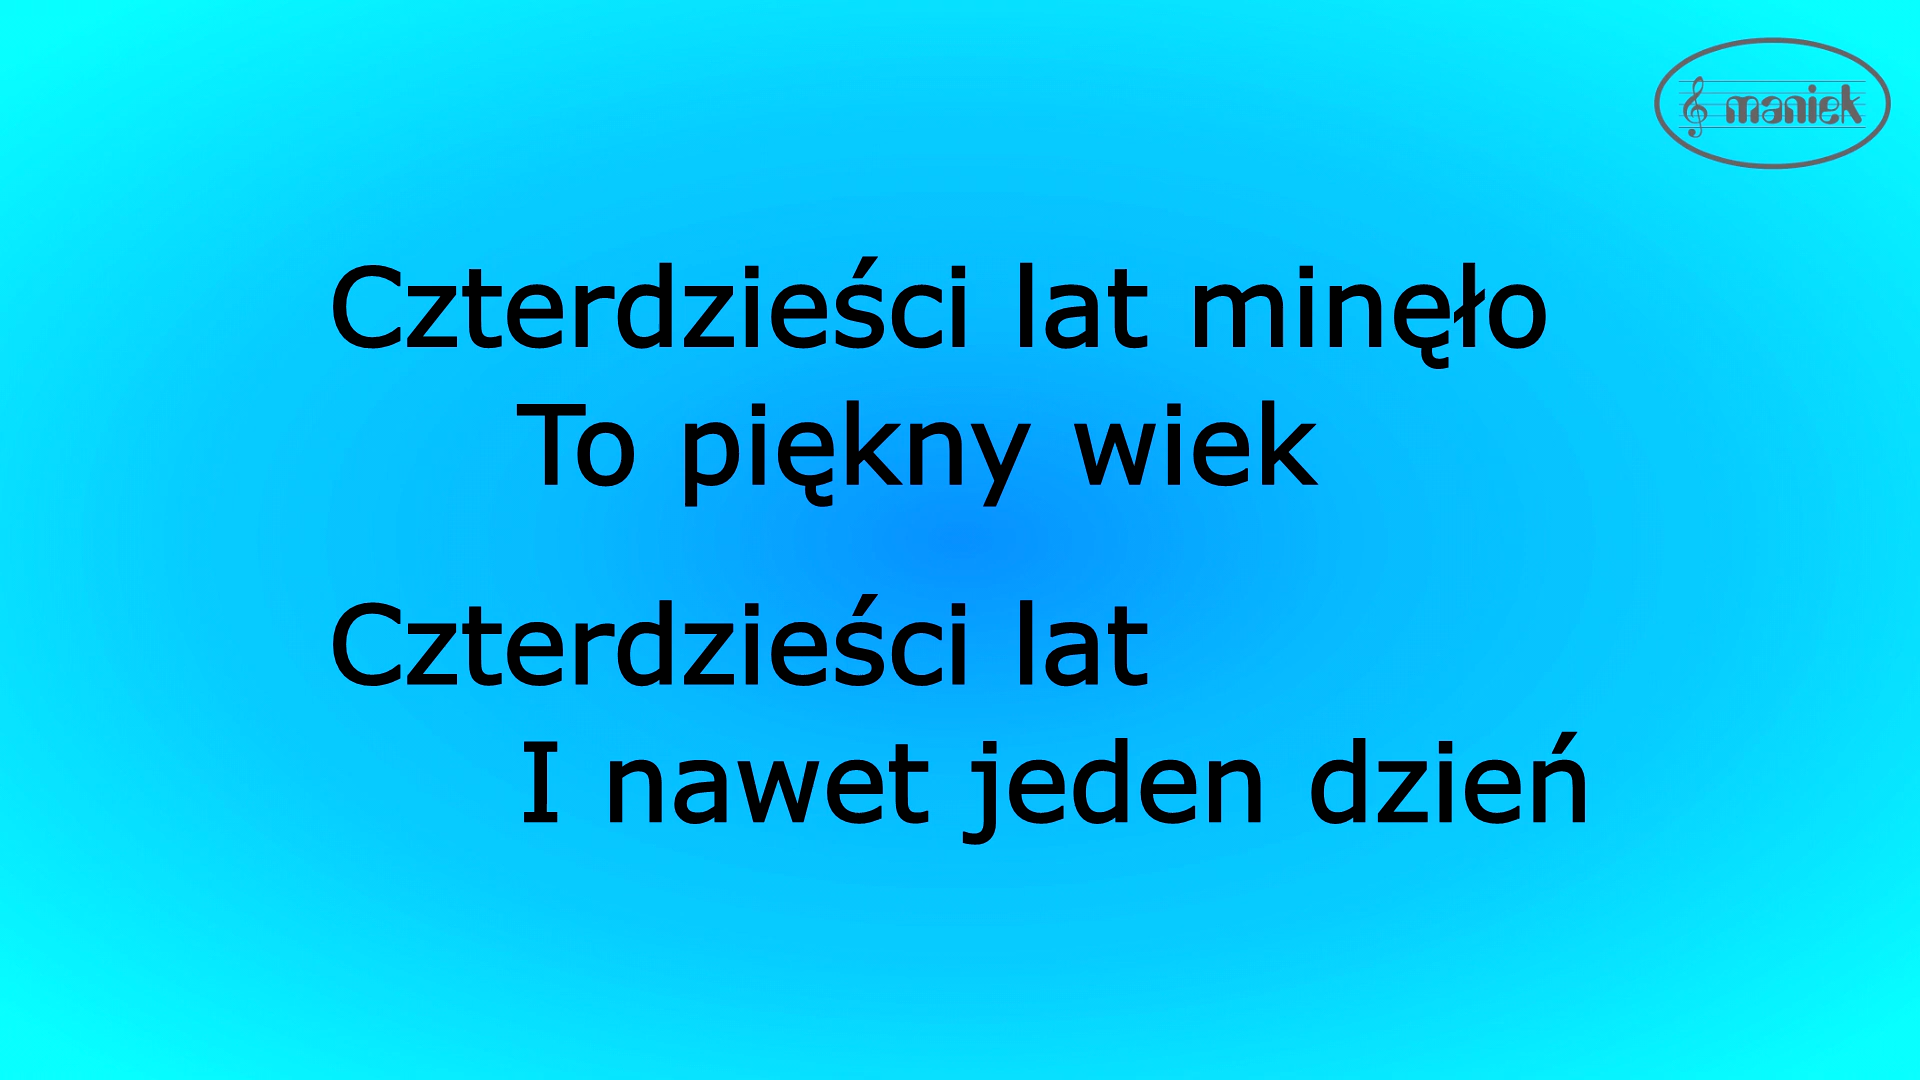 maniek
Czterdzieści lat minęło
To piękny wiek
Czterdzieści lat
I nawet jeden dzień